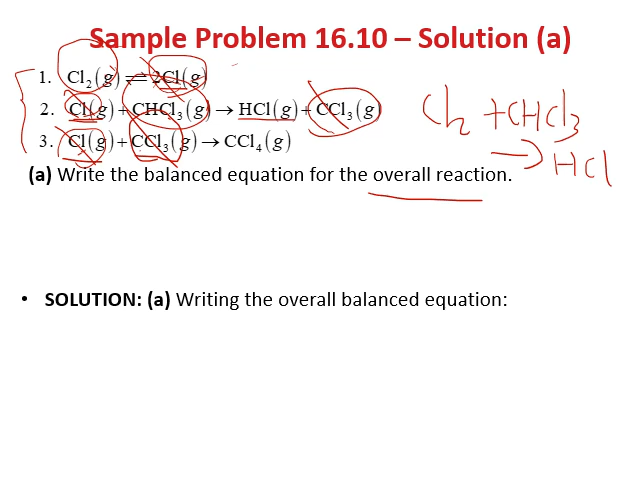 Sample Problem 16.10 – Solution (a)
1. Cl₂(g) ⇌ 2Cl(g)
2. Cl(g) + CHCl₃(g) → HCl(g) + CCl₃(g)
3. Cl(g) + CCl₃(g) → CCl₄(g)
Cl₂ + CHCl₃
→ HCl
(a) Write the balanced equation for the overall reaction.
• SOLUTION: (a) Writing the overall balanced equation: